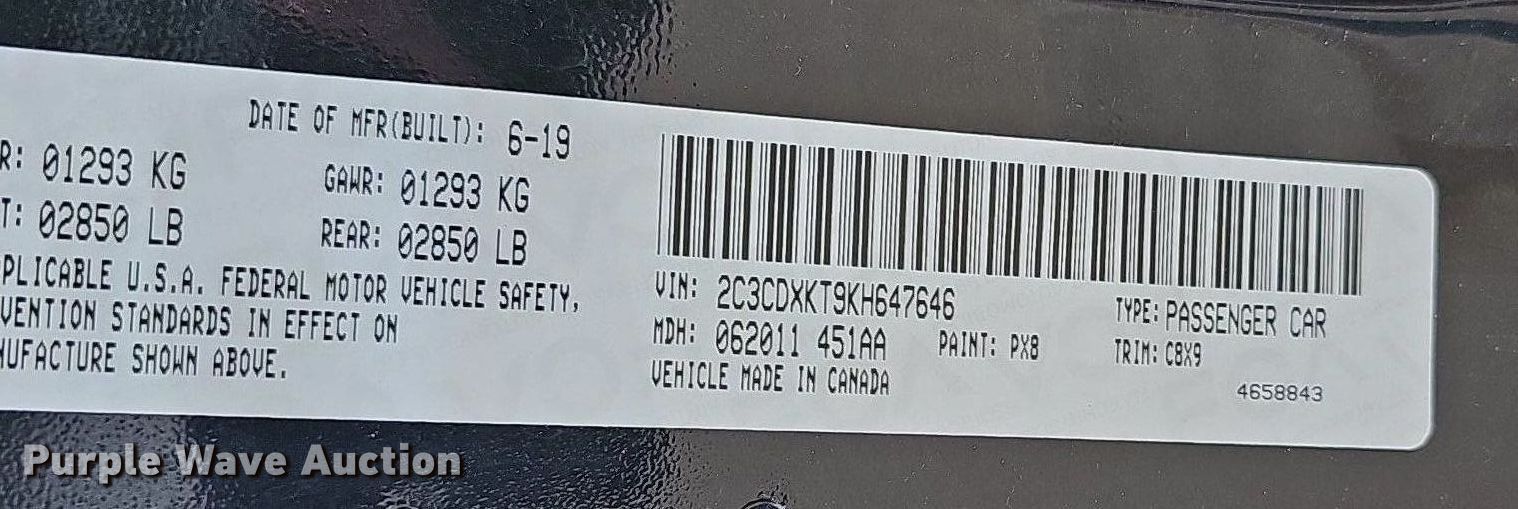 DATE OF MFR(BUILT): 6-19
R: 01293 KG GAWR: 01293 KG
T: 02850 LB REAR: 02850 LB
PLICABLE U.S.A. FEDERAL MOTOR VEHICLE SAFETY,
VENTION STANDARDS IN EFFECT ON
NUFACTURE SHOWN ABOVE.
VIN: 2C3CDXKT9KH647646 TYPE: PASSENGER CAR
MDH: 062011 451AA PAINT: PX8 TRIM: C8X9
VEHICLE MADE IN CANADA 4658843
Purple Wave Auction